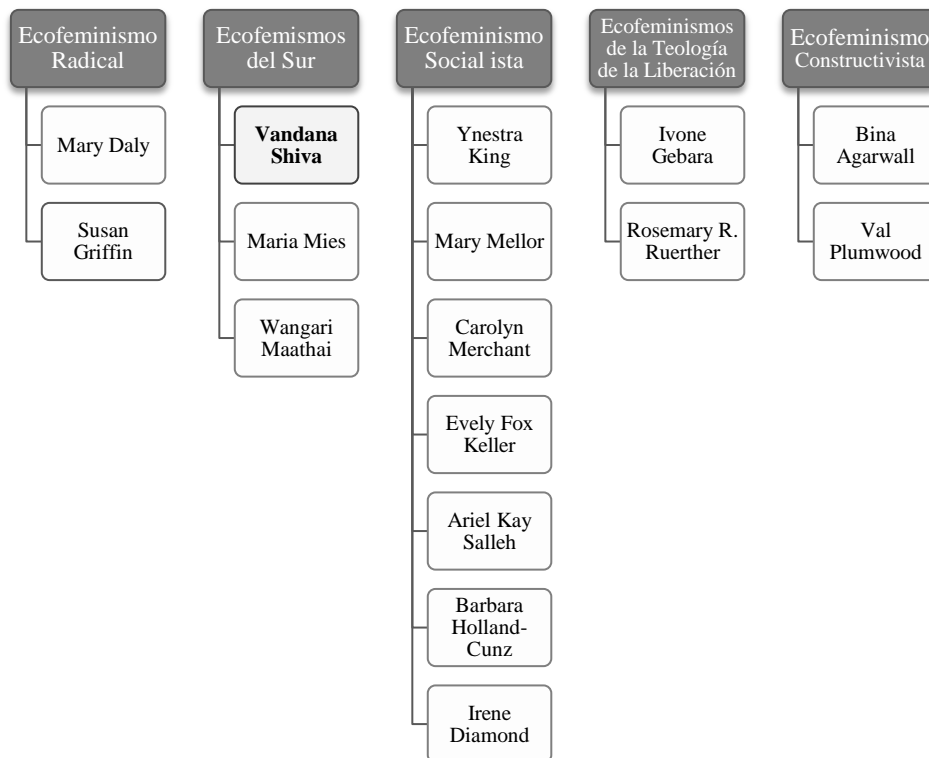 Ecofeminismo
Radical
Mary Daly
Susan
Griffin
Ecofemismos
del Sur
Vandana
Shiva
Maria Mies
Wangari
Maathai
Ecofeminismo
Social ista
Ynestra
King
Mary Mellor
Carolyn
Merchant
Evely Fox
Keller
Ariel Kay
Salleh
Barbara
Holland-
Cunz
Irene
Diamond
Ecofeminismos
de la Teología
de la Liberación
Ivone
Gebara
Rosemary R.
Ruerther
Ecofeminismo
Constructivista
Bina
Agarwall
Val
Plumwood